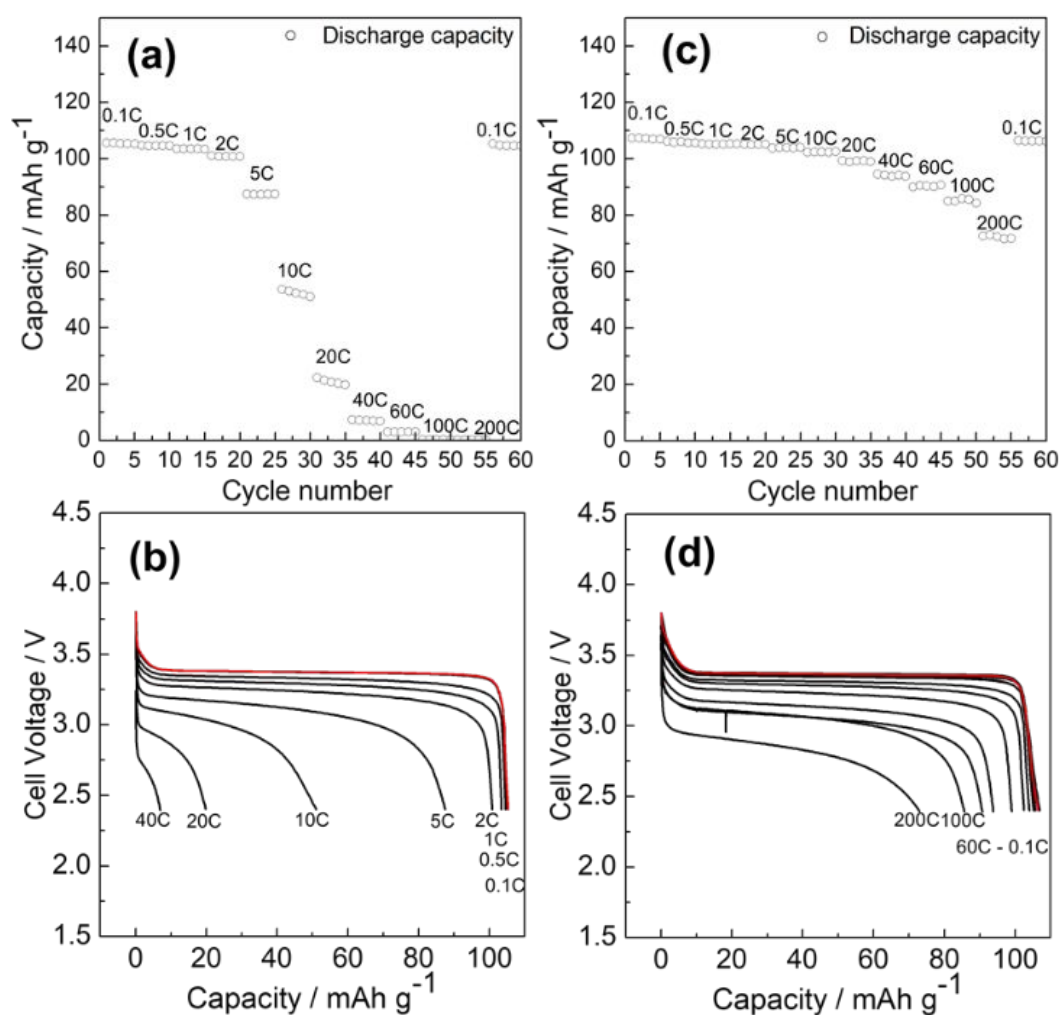 (a)
○ Discharge capacity
0.1C
0.5C
1C
2C
5C
10C
20C
40C
60C
100C
200C
0.1C
140
120
100
80
60
40
20
0
Capacity / mAh g⁻¹
0 5 10 15 20 25 30 35 40 45 50 55 60
Cycle number
(c)
○ Discharge capacity
0.1C
0.5C
1C
2C
5C
10C
20C
40C
60C
100C
200C
0.1C
140
120
100
80
60
40
20
0
Capacity / mAh g⁻¹
0 5 10 15 20 25 30 35 40 45 50 55 60
Cycle number
(b)
4.5
4.0
3.5
3.0
2.5
2.0
1.5
Cell Voltage / V
40C
20C
10C
5C
2C
1C
0.5C
0.1C
0 20 40 60 80 100
Capacity / mAh g⁻¹
(d)
4.5
4.0
3.5
3.0
2.5
2.0
1.5
Cell Voltage / V
200C
100C
60C - 0.1C
0 20 40 60 80 100
Capacity / mAh g⁻¹